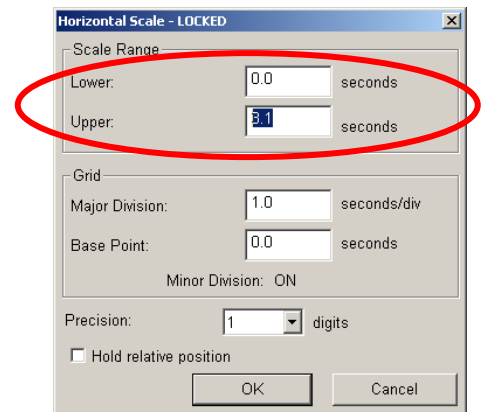 Horizontal Scale - LOCKED
Scale Range
Lower: 0.0 seconds
Upper: 3.1 seconds
Grid
Major Division: 1.0 seconds/div
Base Point: 0.0 seconds
Minor Division: ON
Precision: 1 digits
Hold relative position
OK Cancel